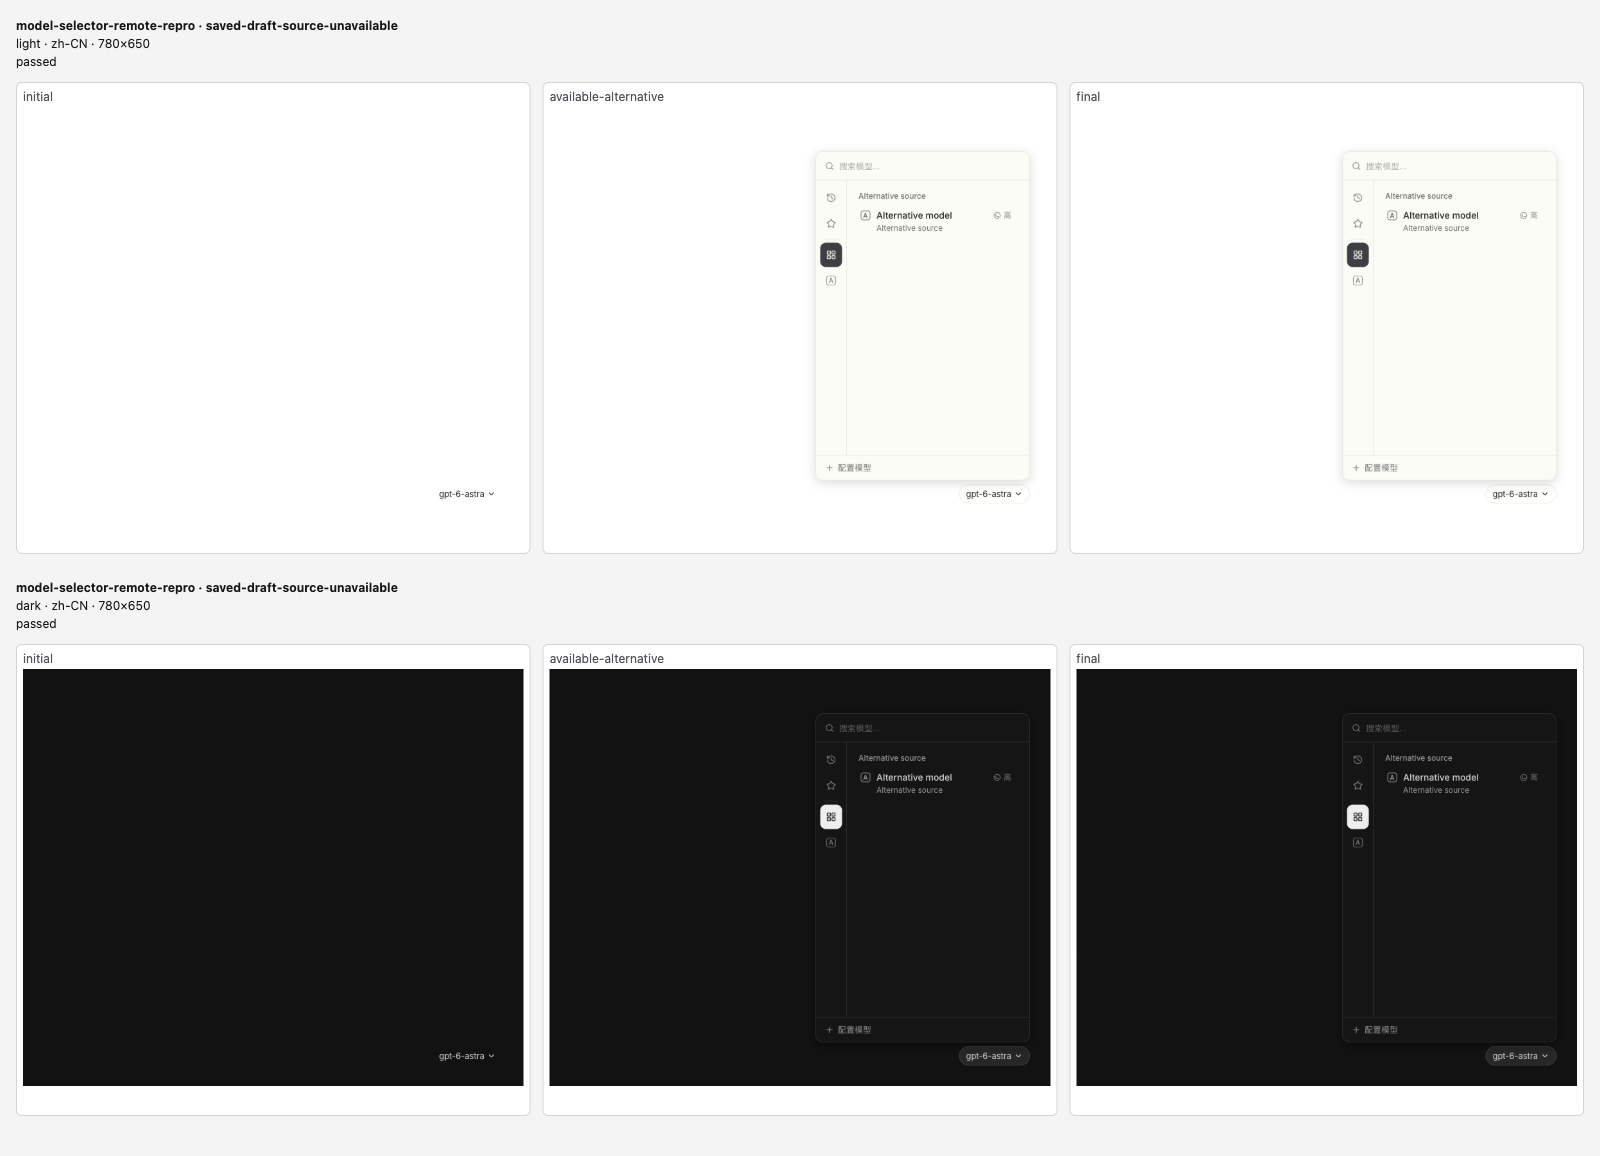 model-selector-remote-repro · saved-draft-source-unavailable
light · zh-CN · 780×650
passed
initial
gpt-6-astra
available-alternative
搜索模型...
Alternative source
A Alternative model 高
Alternative source
A
+ 配置模型
gpt-6-astra
final
搜索模型...
Alternative source
A Alternative model 高
Alternative source
A
+ 配置模型
gpt-6-astra
model-selector-remote-repro · saved-draft-source-unavailable
dark · zh-CN · 780×650
passed
initial
gpt-6-astra
available-alternative
搜索模型...
Alternative source
A Alternative model 高
Alternative source
A
+ 配置模型
gpt-6-astra
final
搜索模型...
Alternative source
A Alternative model 高
Alternative source
A
+ 配置模型
gpt-6-astra